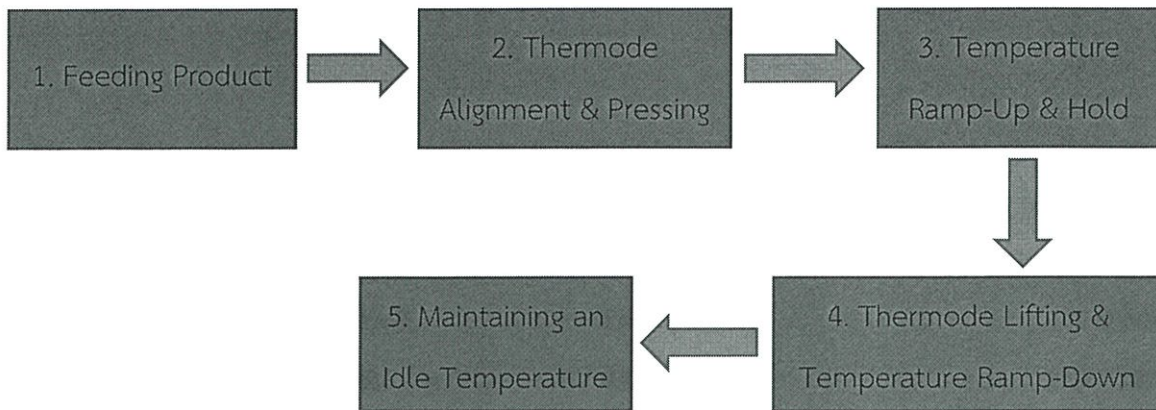 1. Feeding Product
2. Thermode
Alignment & Pressing
3. Temperature
Ramp-Up & Hold
4. Thermode Lifting &
Temperature Ramp-Down
5. Maintaining an
Idle Temperature